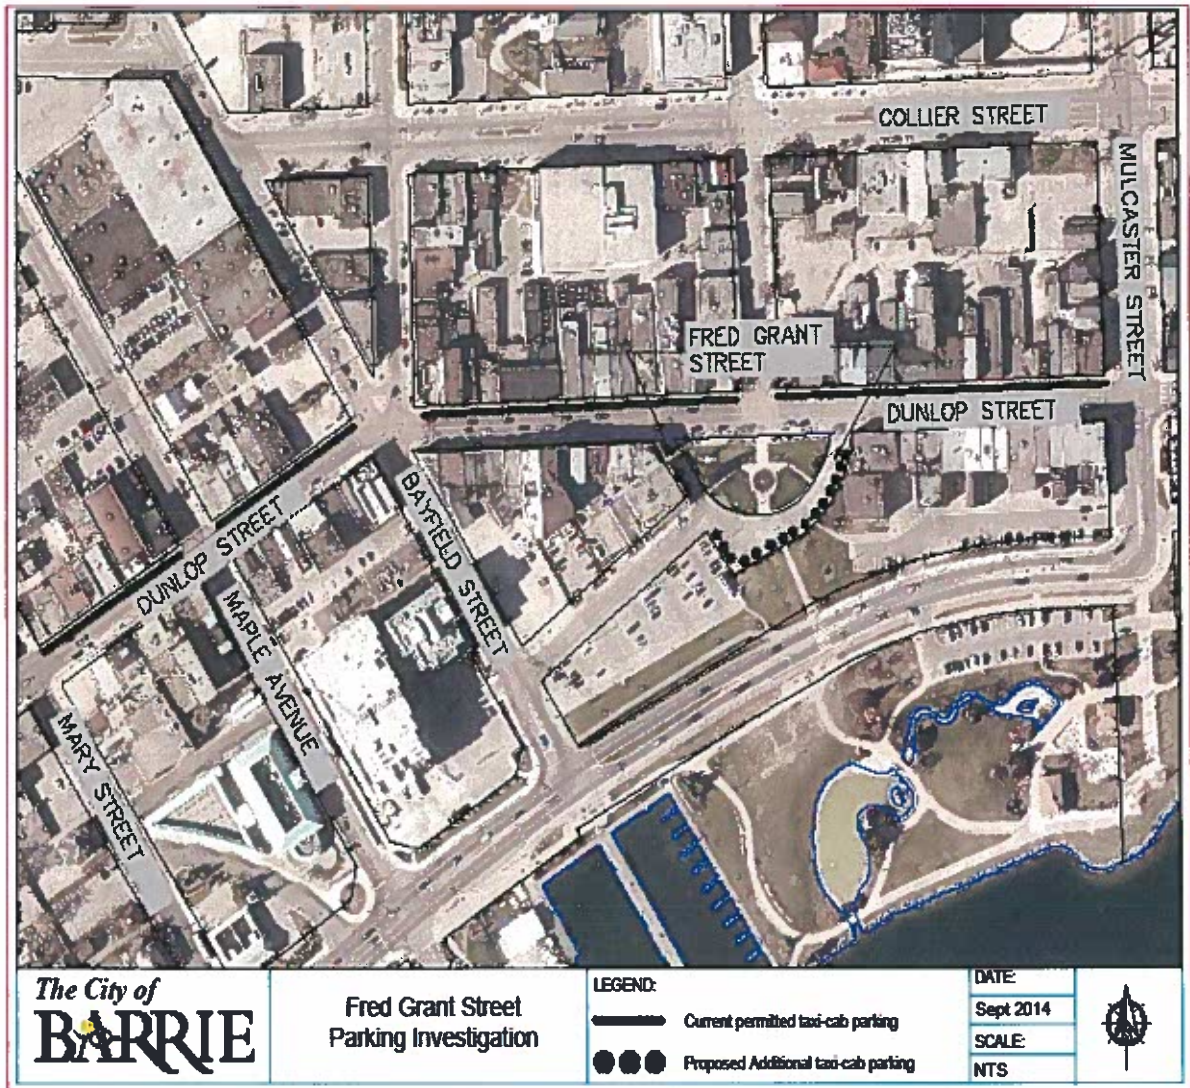 COLLIER STREET
MULCASTER STREET
FRED GRANT
STREET
DUNLOP STREET
BAYFIELD STREET
DUNLOP STREET
MAPLE AVENUE
MARY STREET
The City of
BARRIE
Fred Grant Street
Parking Investigation
LEGEND:
Current permitted taxi-cab parking
Proposed Additional taxi-cab parking
DATE:
Sept 2014
SCALE:
NTS